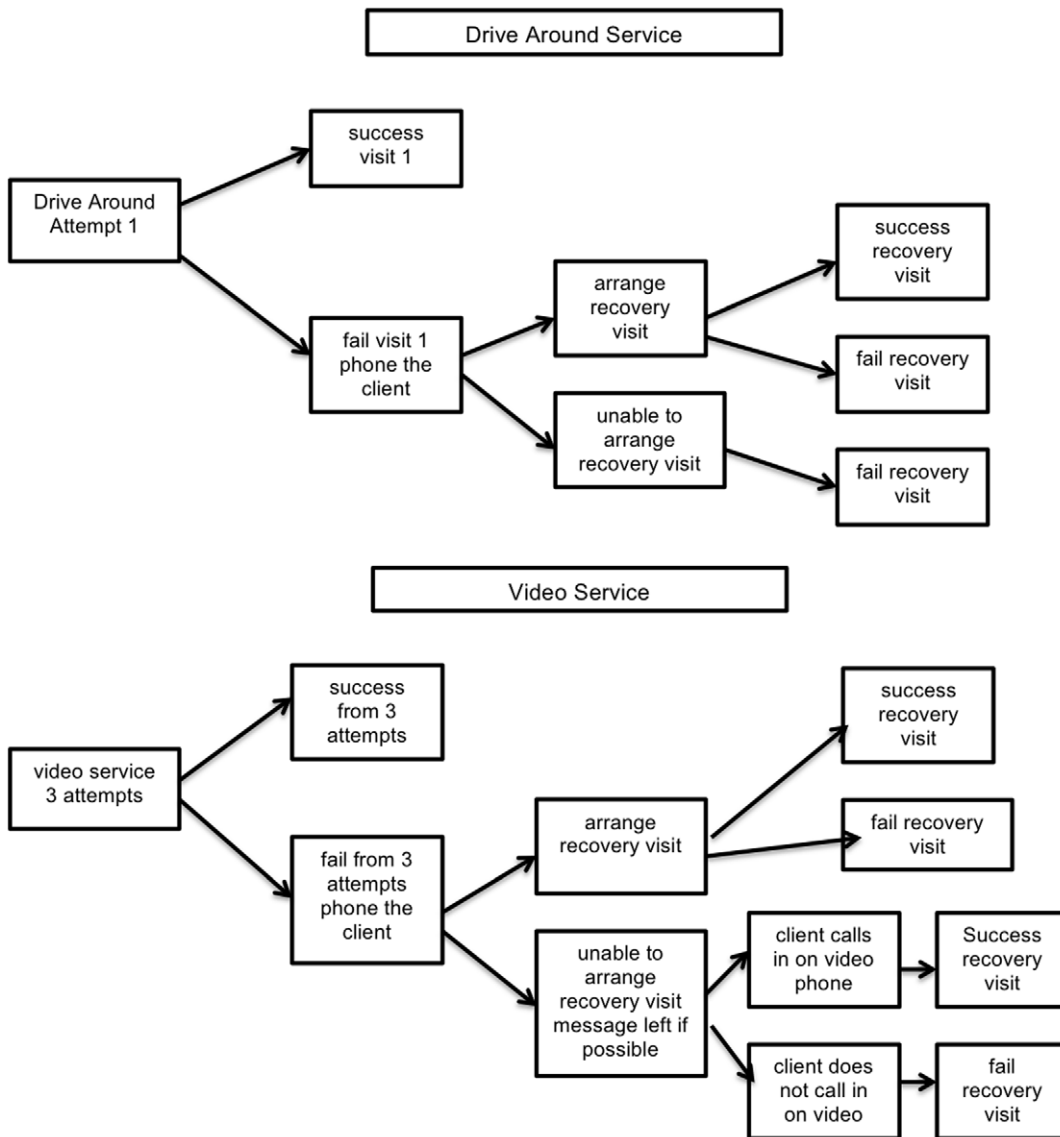 Drive Around Service
success
visit 1
Drive Around
Attempt 1
success
recovery
visit
arrange
recovery
visit
fail visit 1
phone the
client
fail recovery
visit
unable to
arrange
recovery visit
fail recovery
visit
Video Service
success
from 3
attempts
success
recovery
visit
video service
3 attempts
arrange
recovery visit
fail recovery
visit
fail from 3
attempts
phone the
client
unable to
arrange
recovery visit
message left if
possible
client calls
in on video
phone
Success
recovery
visit
client does
not call in
on video
fail
recovery
visit